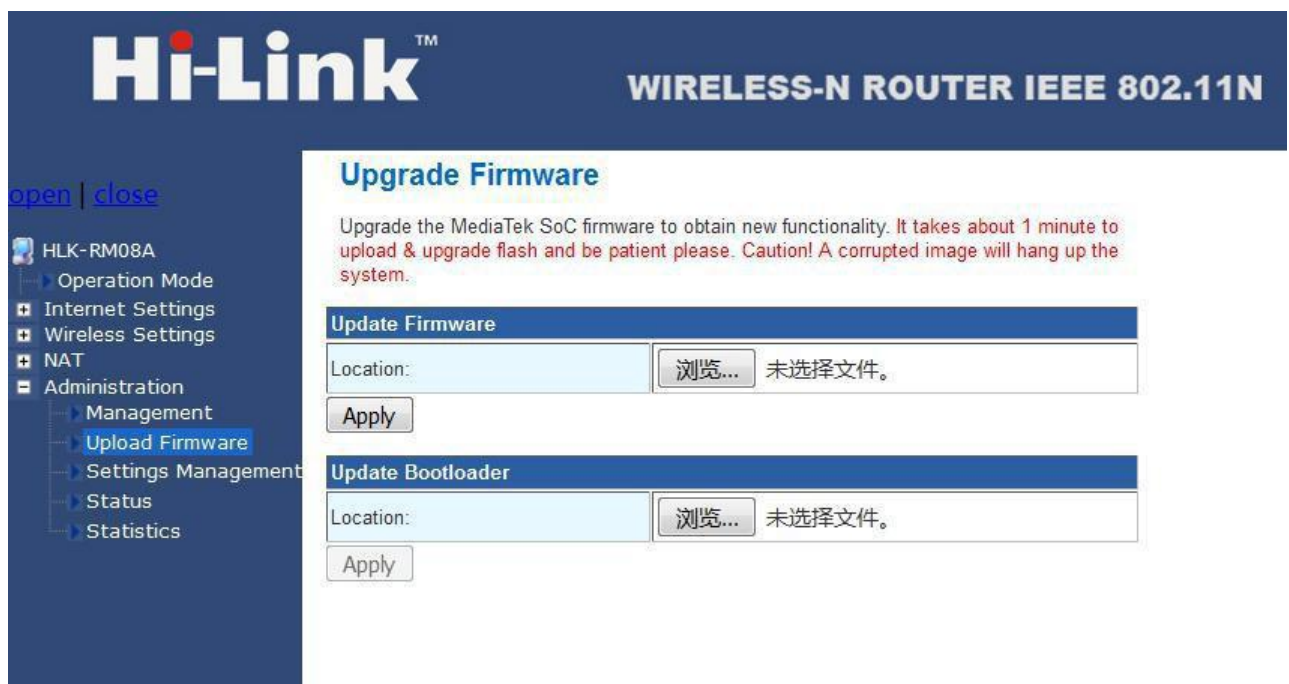 Hi-Link™
WIRELESS-N ROUTER IEEE 802.11N
open | close
HLK-RM08A
Operation Mode
Internet Settings
Wireless Settings
NAT
Administration
Management
Upload Firmware
Settings Management
Status
Statistics
Upgrade Firmware
Upgrade the MediaTek SoC firmware to obtain new functionality. It takes about 1 minute to
upload & upgrade flash and be patient please. Caution! A corrupted image will hang up the
system.
Update Firmware
Location: 浏览... 未选择文件。
Apply
Update Bootloader
Location: 浏览... 未选择文件。
Apply